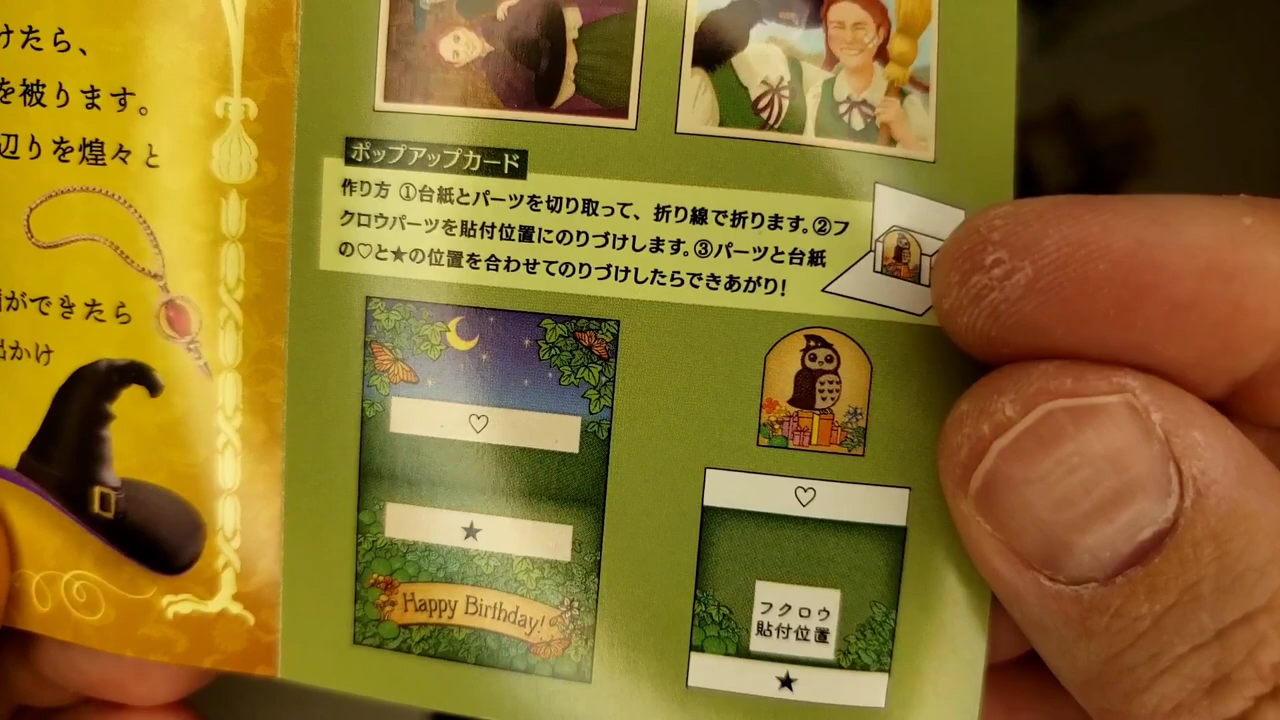 けたら、
を被ります。
辺りを煌々と
ができたら
出かけ
ポップアップカード
作り方 ①台紙とパーツを切り取って、折り線で折ります。②フ
クロウパーツを貼付位置にのりづけします。③パーツと台紙
の♡と★の位置を合わせてのりづけしたらできあがり!
♡
★
Happy Birthday!
♡
フクロウ
貼付位置
★